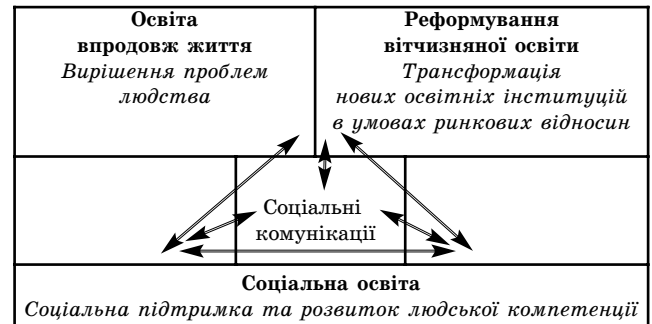 Освіта
впродовж життя
Вирішення проблем
людства
Реформування
вітчизняної освіти
Трансформація
нових освітніх інституцій
в умовах ринкових відносин
Соціальні
комунікації
Соціальна освіта
Соціальна підтримка та розвиток людської компетенції